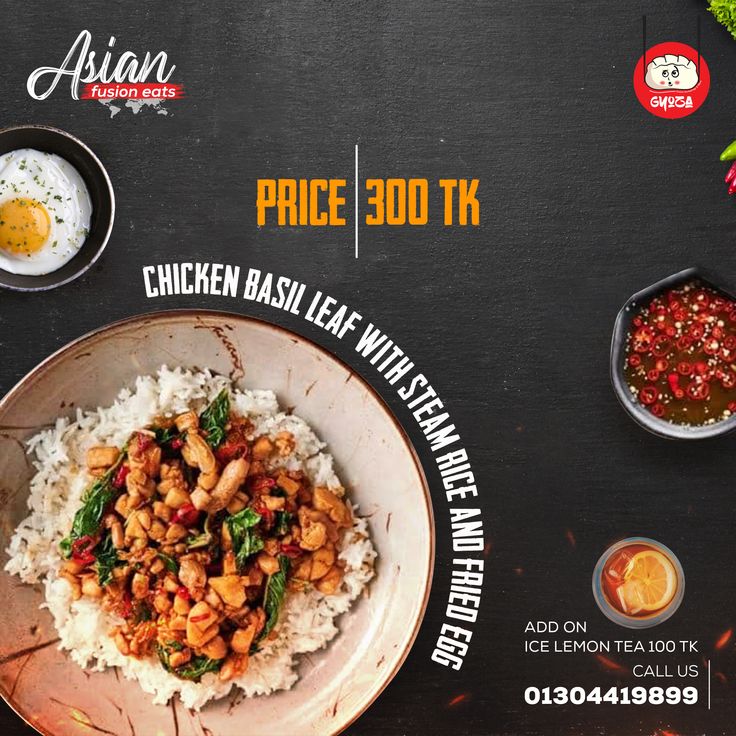 Asian
fusion eats
GYOZA
PRICE 300 TK
CHICKEN BASIL LEAF WITH STEAM RICE AND FRIED EGG
ADD ON
ICE LEMON TEA 100 TK
CALL US
01304419899